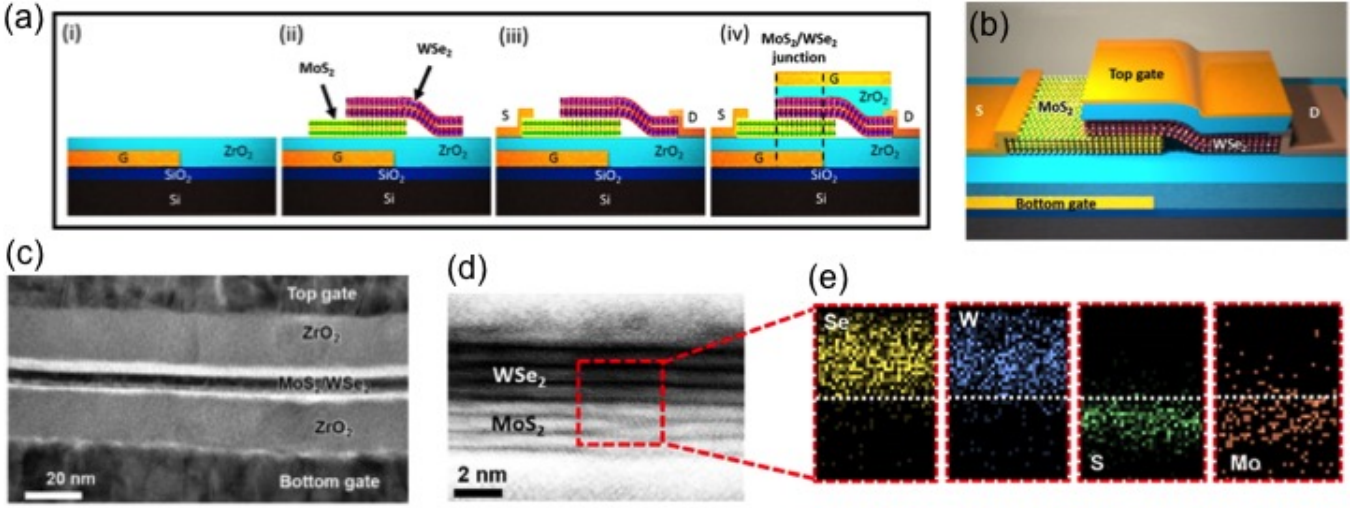 (a)
(i)
G
ZrO₂
SiO₂
Si
(ii)
MoS₂
WSe₂
G
ZrO₂
SiO₂
Si
(iii)
S
D
G
ZrO₂
SiO₂
Si
(iv)
MoS₂/WSe₂
junction
G
ZrO₂
S
D
G
ZrO₂
SiO₂
Si
(b)
Top gate
S
MoS₂
D
WSe₂
Bottom gate
(c)
Top gate
ZrO₂
MoS₂/WSe₂
ZrO₂
20 nm
Bottom gate
(d)
WSe₂
MoS₂
2 nm
(e)
Se
W
S
Mo